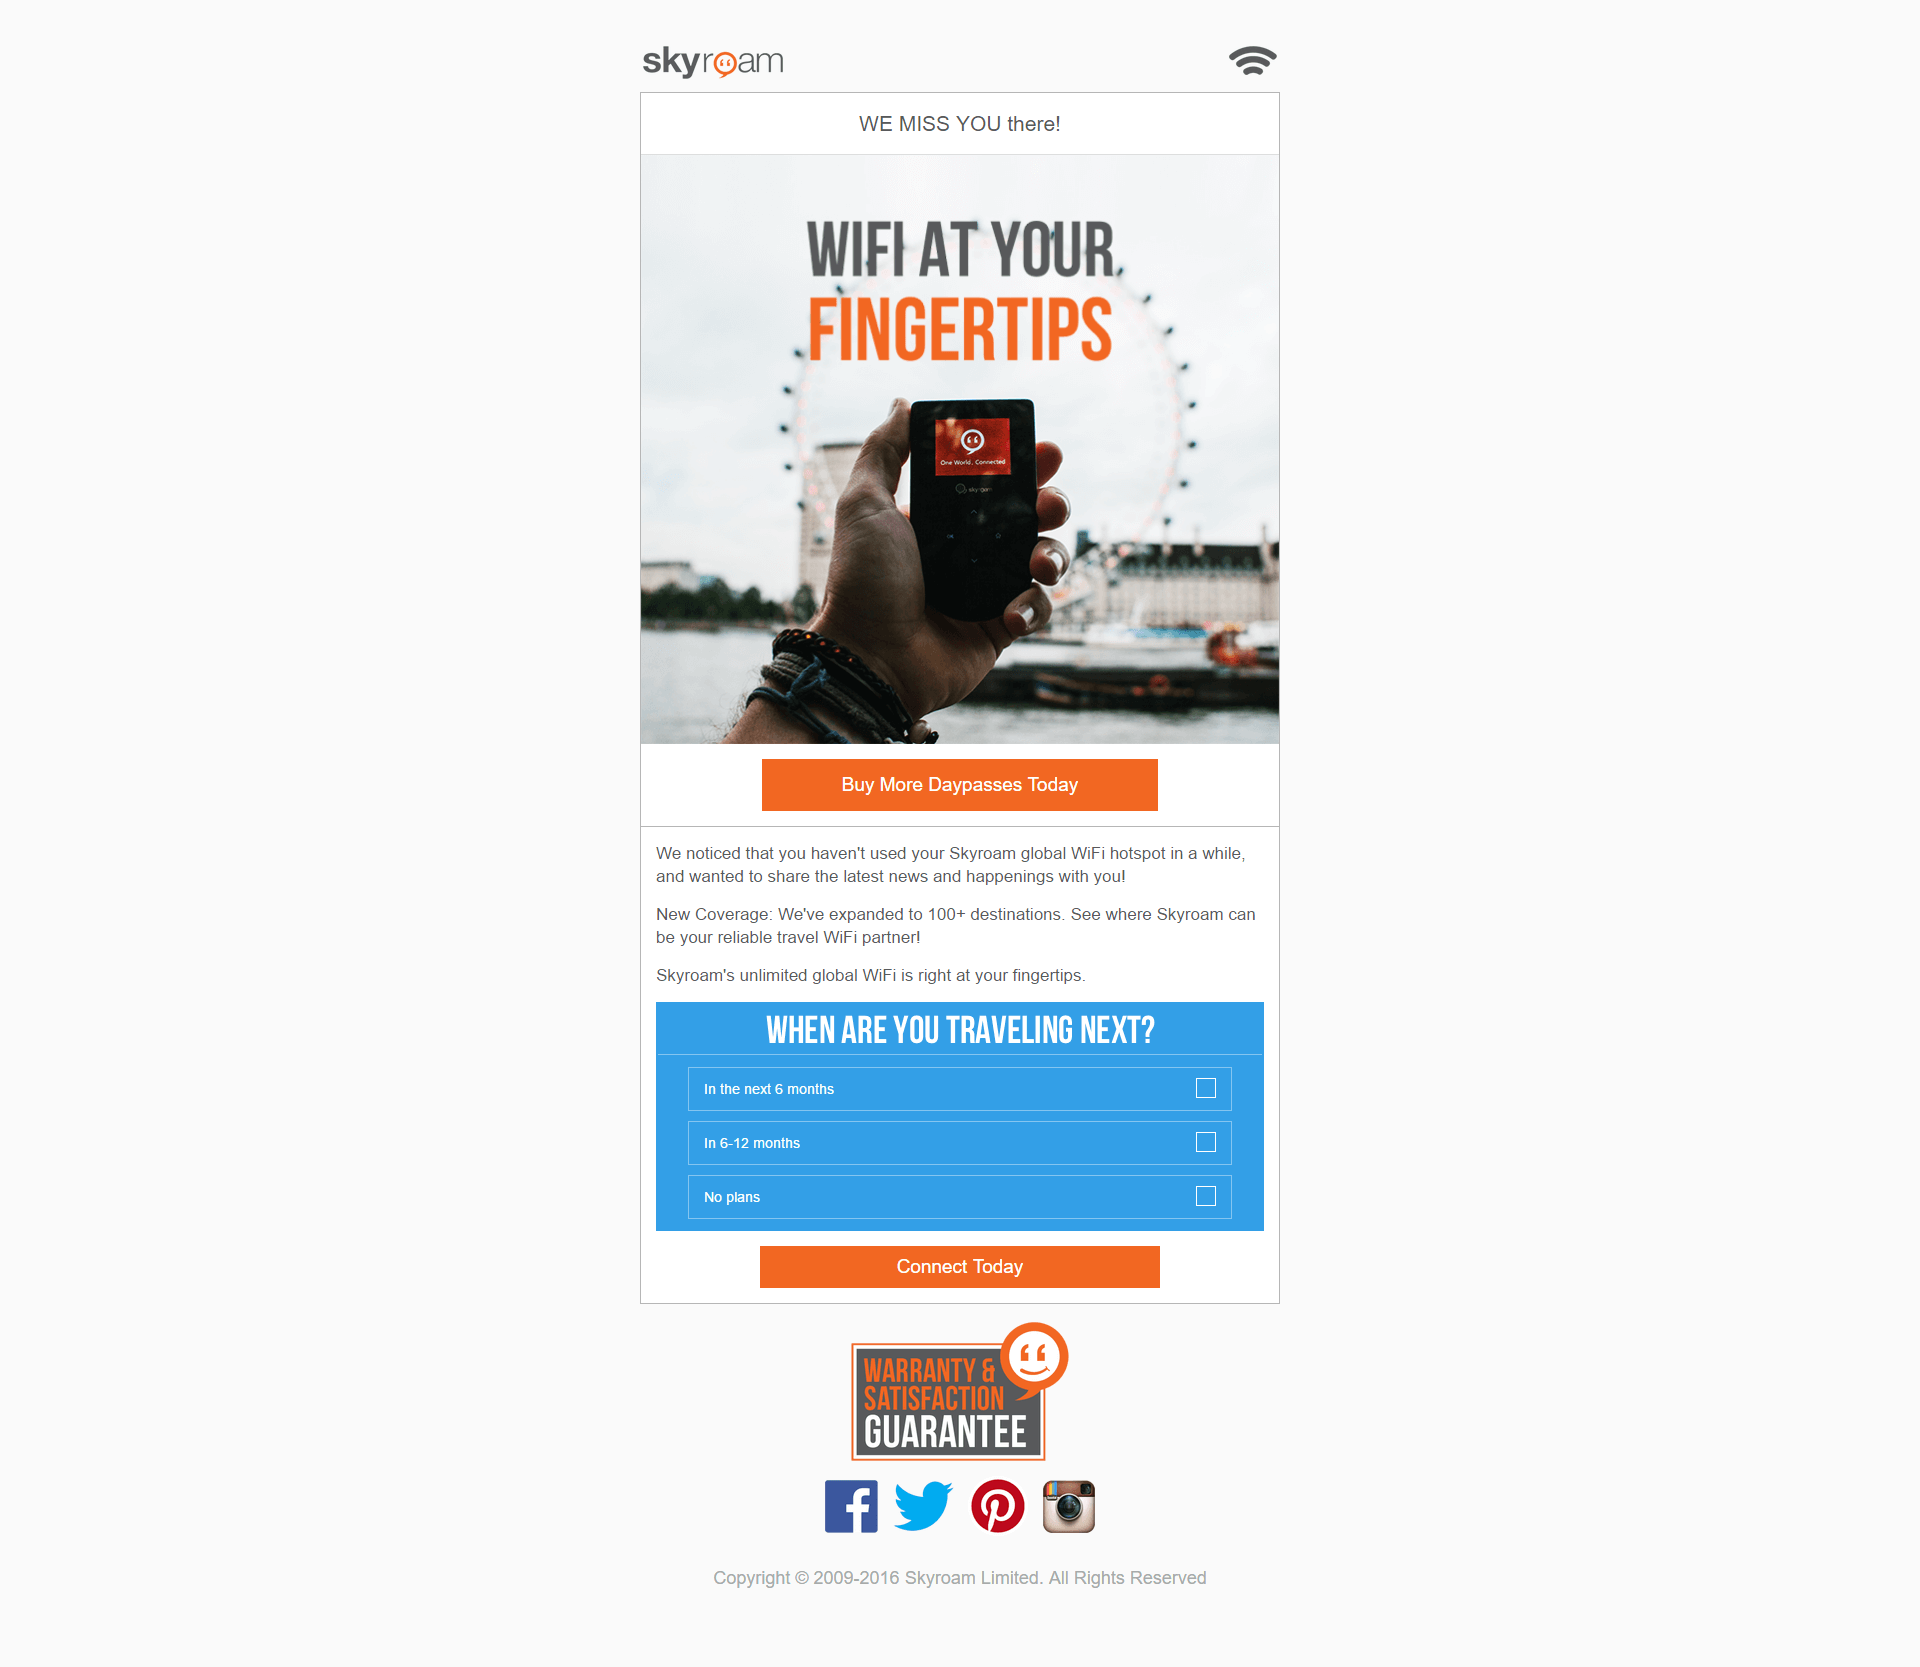 skyroam
WE MISS YOU there!
WIFI AT YOUR
FINGERTIPS
One World, Connected
skyroam
Buy More Daypasses Today
We noticed that you haven't used your Skyroam global WiFi hotspot in a while,
and wanted to share the latest news and happenings with you!
New Coverage: We've expanded to 100+ destinations. See where Skyroam can
be your reliable travel WiFi partner!
Skyroam's unlimited global WiFi is right at your fingertips.
WHEN ARE YOU TRAVELING NEXT?
In the next 6 months
In 6-12 months
No plans
Connect Today
WARRANTY &
SATISFACTION
GUARANTEE
Copyright © 2009-2016 Skyroam Limited. All Rights Reserved